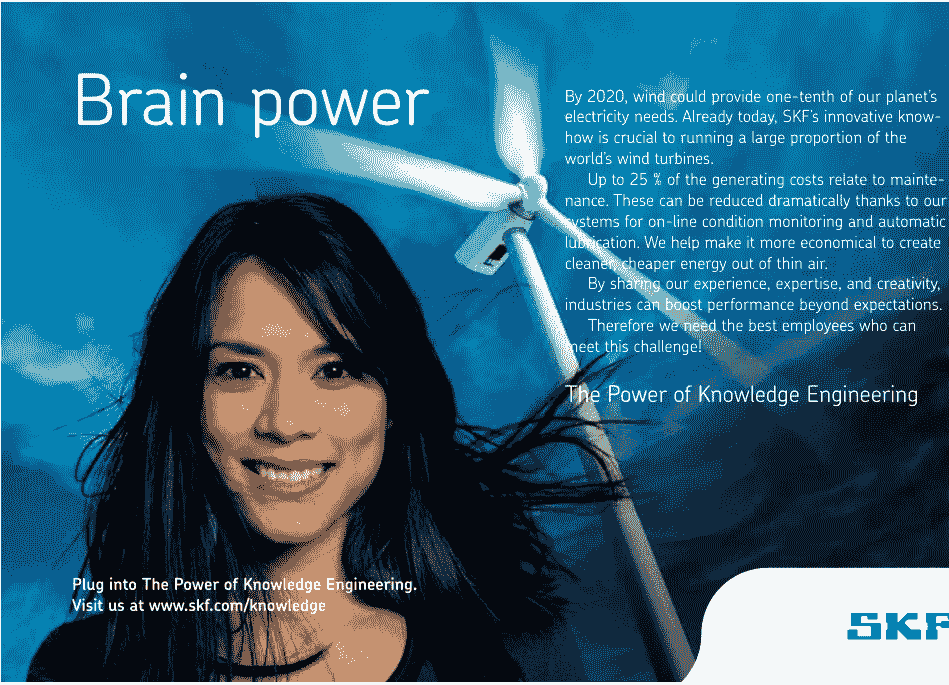 Brain power
By 2020, wind could provide one-tenth of our planet's
electricity needs. Already today, SKF's innovative know-
how is crucial to running a large proportion of the
world's wind turbines.
Up to 25 % of the generating costs relate to mainte-
nance. These can be reduced dramatically thanks to our
systems for on-line condition monitoring and automatic
lubrication. We help make it more economical to create
cleaner, cheaper energy out of thin air.
By sharing our experience, expertise, and creativity,
industries can boost performance beyond expectations.
Therefore we need the best employees who can
meet this challenge!
The Power of Knowledge Engineering
Plug into The Power of Knowledge Engineering.
Visit us at www.skf.com/knowledge
SKF